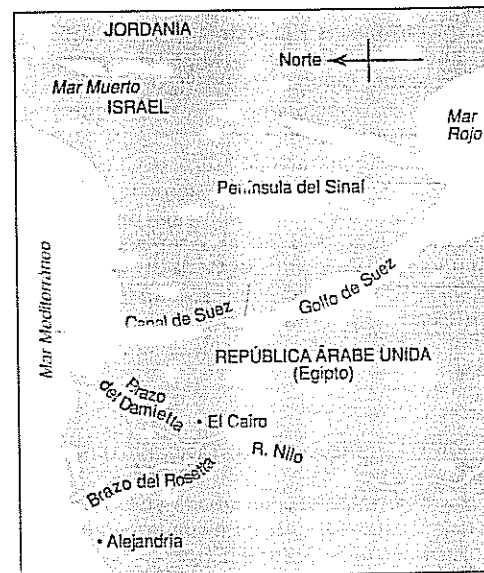 JORDANIA
Norte
Mar Muerto
ISRAEL
Mar
Rojo
Península del Sinaí
Mar Mediterráneo
Canal de Suez
Golfo de Suez
REPÚBLICA ÁRABE UNIDA
(Egipto)
Brazo
del Damietta
El Cairo
R. Nilo
Brazo del Rosetta
Alejandría